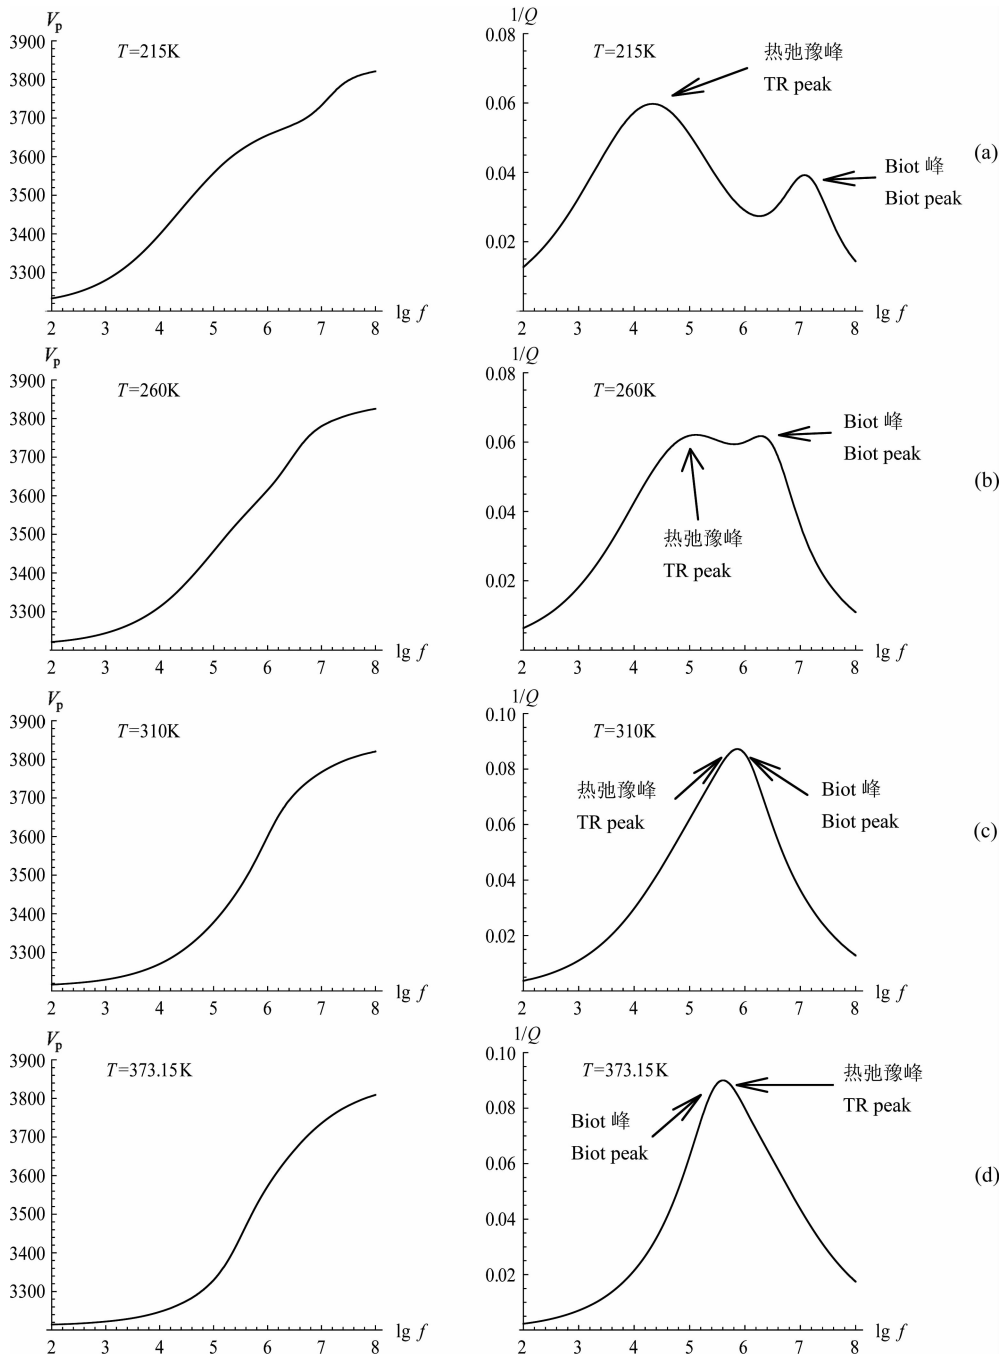 V_p
3900
3800
3700
3600
3500
3400
3300
T=215K
2 3 4 5 6 7 8
lg f
1/Q
0.08
0.06
0.04
0.02
T=215K
热弛豫峰
TR peak
Biot 峰
Biot peak
2 3 4 5 6 7 8
lg f
(a)
V_p
3900
3800
3700
3600
3500
3400
3300
T=260K
2 3 4 5 6 7 8
lg f
1/Q
0.08
0.06
0.04
0.02
T=260K
Biot 峰
Biot peak
热弛豫峰
TR peak
2 3 4 5 6 7 8
lg f
(b)
V_p
3900
3800
3700
3600
3500
3400
3300
T=310K
2 3 4 5 6 7 8
lg f
1/Q
0.10
0.08
0.06
0.04
0.02
T=310K
热弛豫峰
TR peak
Biot 峰
Biot peak
2 3 4 5 6 7 8
lg f
(c)
V_p
3900
3800
3700
3600
3500
3400
3300
T=373.15K
2 3 4 5 6 7 8
lg f
1/Q
0.10
0.08
0.06
0.04
0.02
T=373.15K
热弛豫峰
TR peak
Biot 峰
Biot peak
2 3 4 5 6 7 8
lg f
(d)